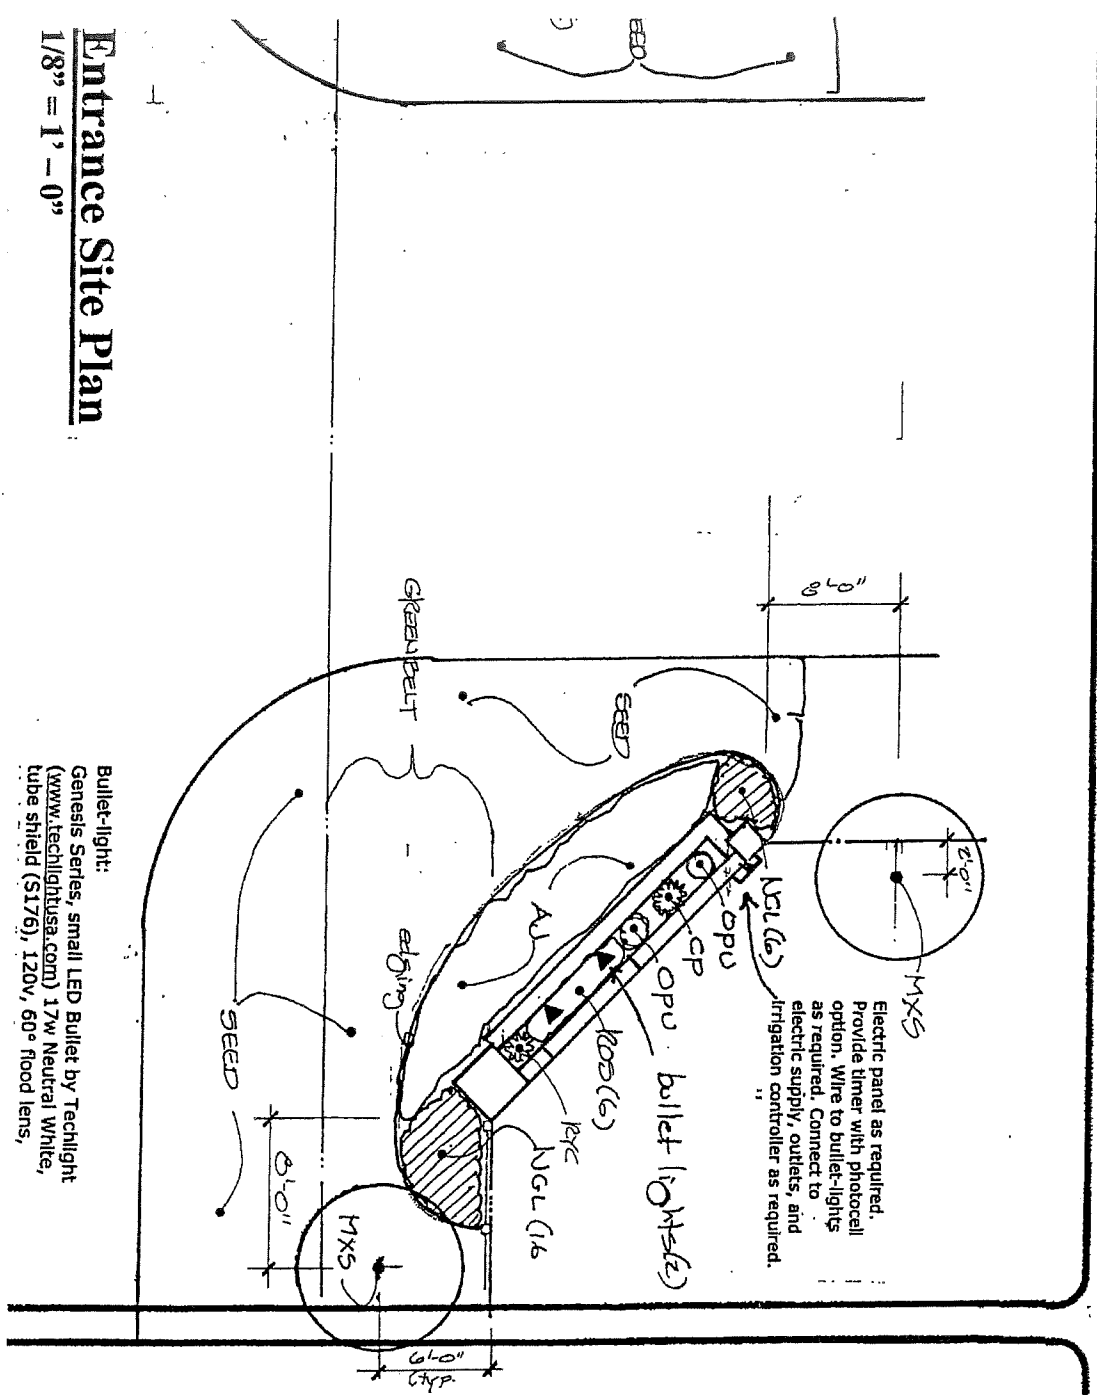 Entrance Site Plan
1/8" = 1' – 0"
EED
8'-0"
GREENBELT
SEED
MXS
2'-0"
NGL(6)
OPU
CP
OPU
bullet lights(2)
ROS(6)
RYC
NGL(16
AJ
edging
SEED
8'-0"
MXS
6'-0"
(typ.
Electric panel as required.
Provide timer with photocell
option. Wire to bullet-lights
as required. Connect to
electric supply, outlets, and
irrigation controller as required.
Bullet-light:
Genesis Series, small LED Bullet by Techlight
(www.techlightusa.com) 17w Neutral White,
tube shield (S176), 120v, 60° flood lens,